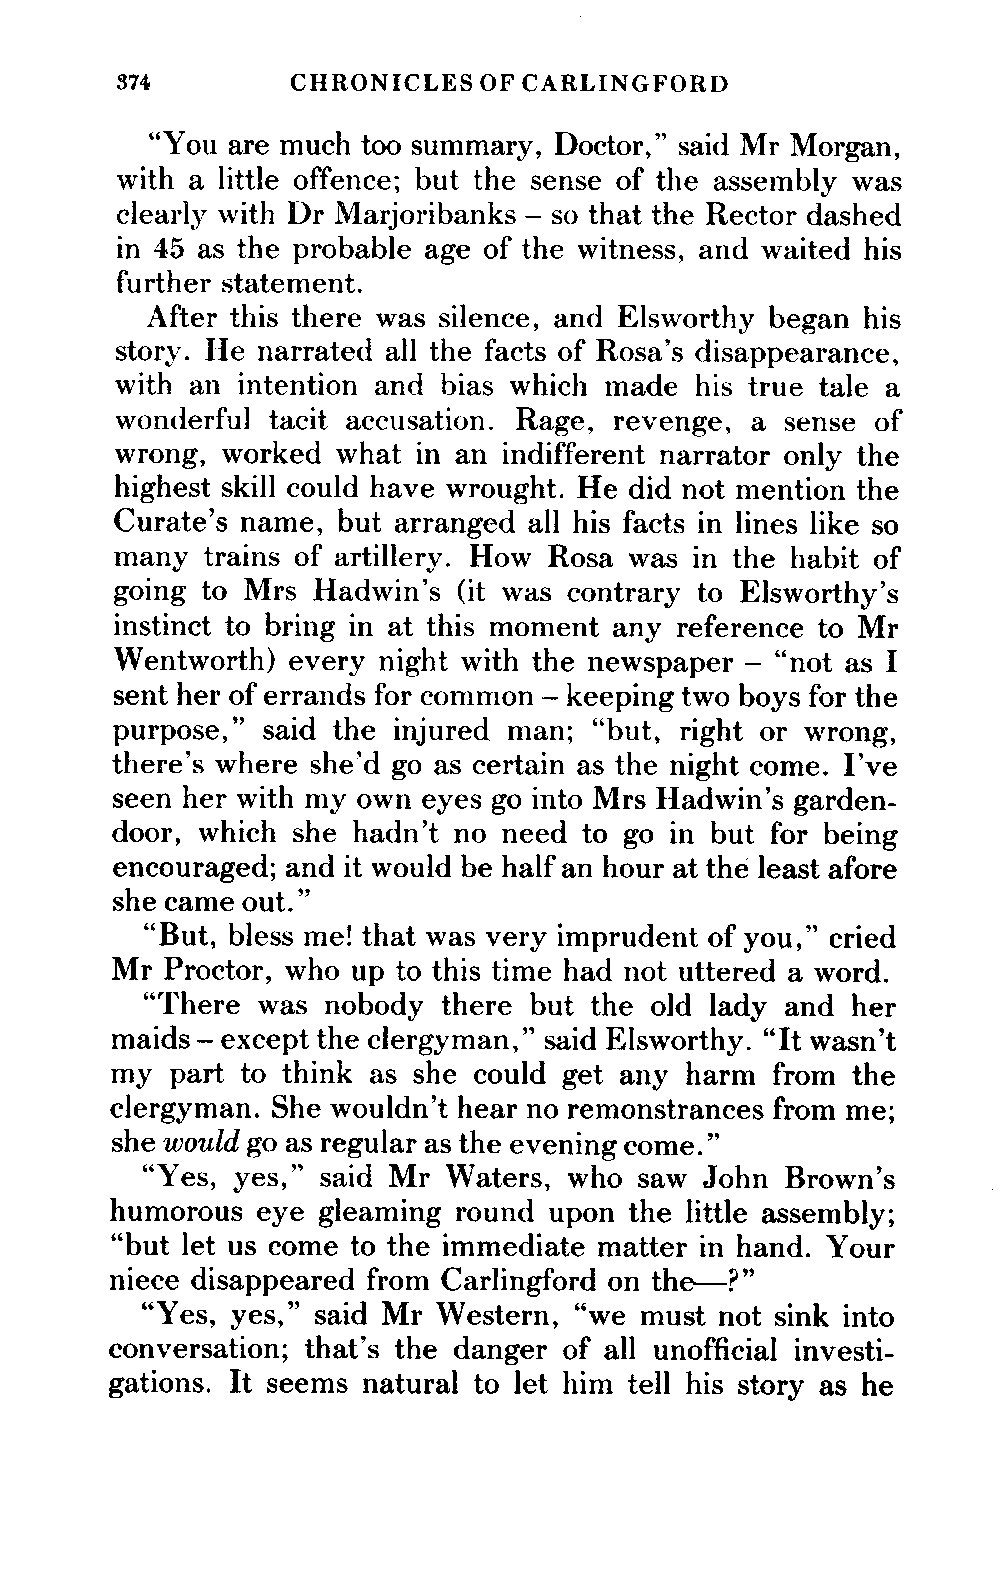 374 CHRONICLES OF CARLINGFORD
“You are much too summary, Doctor,” said Mr Morgan,
with a little offence; but the sense of the assembly was
clearly with Dr Marjoribanks – so that the Rector dashed
in 45 as the probable age of the witness, and waited his
further statement.
After this there was silence, and Elsworthy began his
story. He narrated all the facts of Rosa’s disappearance,
with an intention and bias which made his true tale a
wonderful tacit accusation. Rage, revenge, a sense of
wrong, worked what in an indifferent narrator only the
highest skill could have wrought. He did not mention the
Curate’s name, but arranged all his facts in lines like so
many trains of artillery. How Rosa was in the habit of
going to Mrs Hadwin’s (it was contrary to Elsworthy’s
instinct to bring in at this moment any reference to Mr
Wentworth) every night with the newspaper – “not as I
sent her of errands for common – keeping two boys for the
purpose,” said the injured man; “but, right or wrong,
there’s where she’d go as certain as the night come. I’ve
seen her with my own eyes go into Mrs Hadwin’s garden-
door, which she hadn’t no need to go in but for being
encouraged; and it would be half an hour at the least afore
she came out.”
“But, bless me! that was very imprudent of you,” cried
Mr Proctor, who up to this time had not uttered a word.
“There was nobody there but the old lady and her
maids – except the clergyman,” said Elsworthy. “It wasn’t
my part to think as she could get any harm from the
clergyman. She wouldn’t hear no remonstrances from me;
she would go as regular as the evening come.”
“Yes, yes,” said Mr Waters, who saw John Brown’s
humorous eye gleaming round upon the little assembly;
“but let us come to the immediate matter in hand. Your
niece disappeared from Carlingford on the—?”
“Yes, yes,” said Mr Western, “we must not sink into
conversation; that’s the danger of all unofficial investi-
gations. It seems natural to let him tell his story as he